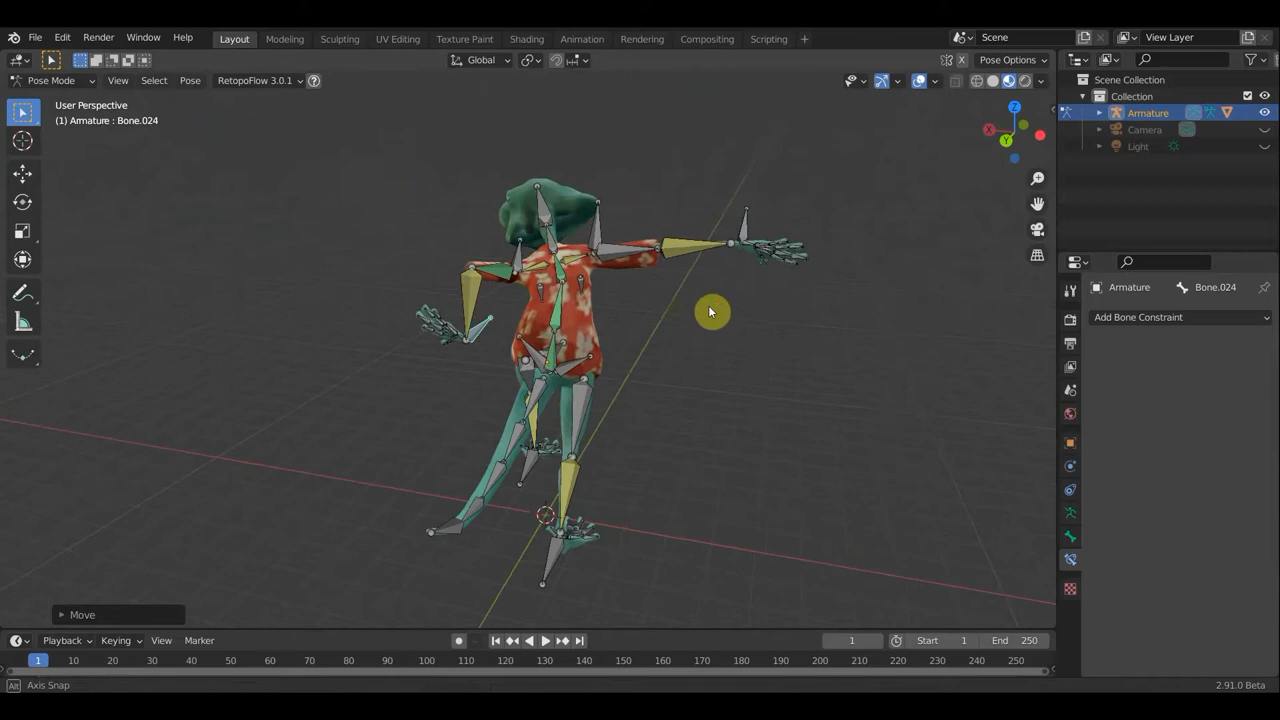 File Edit Render Window Help Layout Modeling Sculpting UV Editing Texture Paint Shading Animation Rendering Compositing Scripting + Scene View Layer
Global Pose Options
Pose Mode View Select Pose RetopoFlow 3.0.1
User Perspective
(1) Armature : Bone.024
X
Y
Z
Scene Collection
Collection
Armature
Camera
Light
Armature Bone.024
Add Bone Constraint
Move
Playback Keying View Marker 1 Start 1 End 250
1 10 20 30 40 50 60 70 80 90 100 110 120 130 140 150 160 170 180 190 200 210 220 230 240 250
Alt Axis Snap 2.91.0 Beta